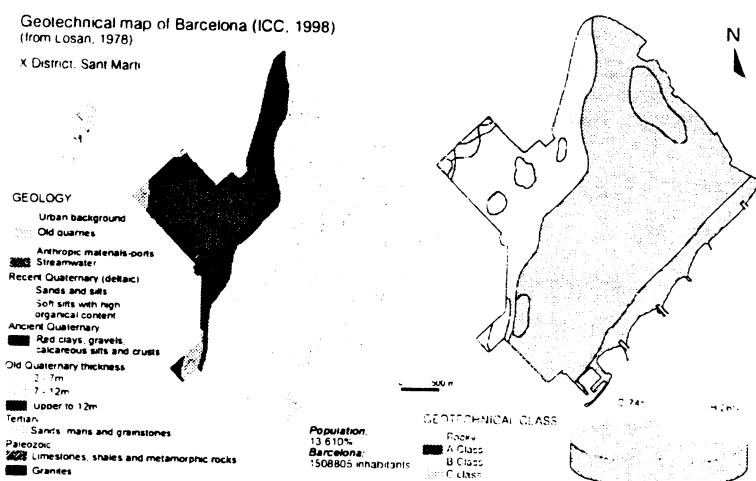 Geotechnical map of Barcelona (ICC, 1998)
(from Losan, 1978)
X District. Sant Marti
N
GEOLOGY
Urban background
Old quarries
Anthropic materials-ports
Streamwater
Recent Quaternary (deltaic)
Sands and silts
Soft silts with high
organical content
Ancient Quaternary
Red clays, gravels,
calcareous silts and crusts
Old Quaternary thickness
2 - 7m
7 - 12m
Upper to 12m
Tertian
Sands, marls and grainstones
Paleozoic
Limestones, shales and metamorphic rocks
Granites
Population:
13.610%
Barcelona:
1508805 inhabitants
500 m
GEOTECHNICAL CLASS
Rocky
A Class
B Class
C class